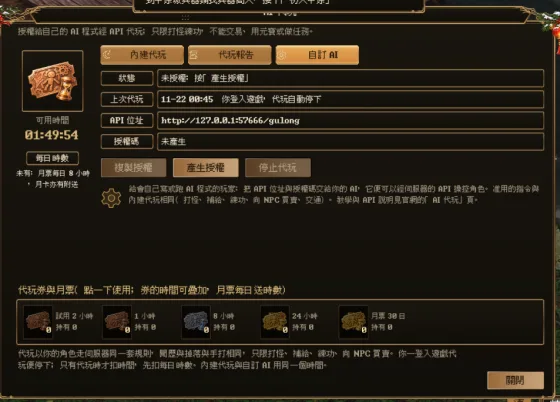 授權給自己的 AI 程式經 API 代玩；只限打怪練功，不能交易、用元寶或做任務。
內建代玩
代玩報告
自訂 AI
狀態
未授權；按「產生授權」
上次代玩
11-22 00:45 你登入遊戲，代玩自動停下
API 位址
http://127.0.0.1:57666/gulong
授權碼
未產生
可用時間
01:49:54
每日時數
未有；月票每日 8 小時，
月卡亦有附送
複製授權
產生授權
停止代玩
給會自己寫或跑 AI 程式的玩家：把 API 位址與授權碼交給你的 AI，它便可以經伺服器的 API 操控角色。准用的指令與
內建代玩相同（打怪、補給、練功、向 NPC 買賣、交通）。教學與 API 說明見官網的「AI 代玩」頁。
代玩券與月票（點一下使用；券的時間可疊加，月票每日送時數）
試用 2 小時
持有 0
1 小時
持有 0
8 小時
持有 0
24 小時
持有 0
月票 30 日
持有 0
0
0
0
0
0
代玩以你的角色走伺服器同一套規則，閱歷與掉落與手打相同，只限打怪、補給、練功、向 NPC 買賣。你一登入遊戲代
玩便停下；只有代玩時才扣時間，先扣每日時數。內建代玩與自訂 AI 用同一個時間。
關閉